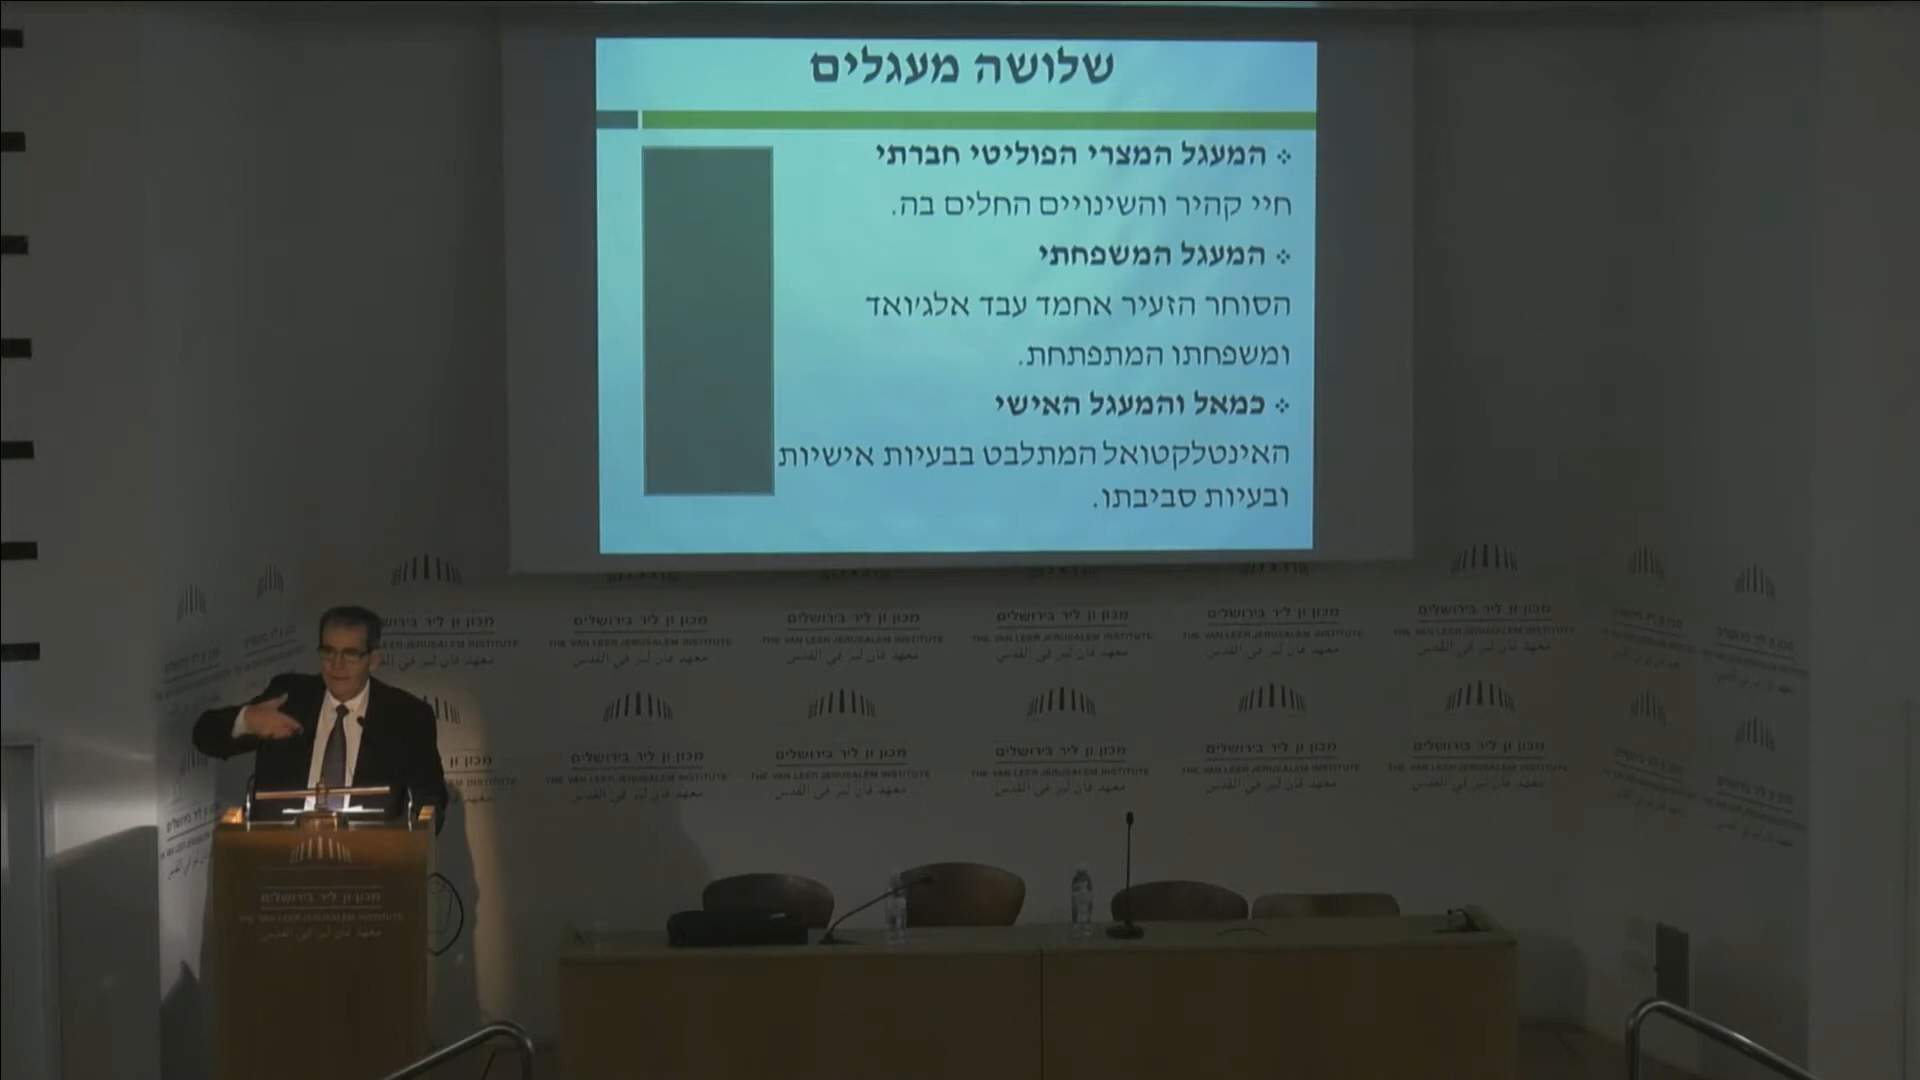 שלושה מעגלים
❖ המעגל המצרי הפוליטי חברתי
חיי קהיר והשינויים החלים בה.
❖ המעגל המשפחתי
הסוחר הזעיר אחמד עבד אלג'ואד
ומשפחתו המתפתחת.
❖ כמאל והמעגל האישי
האינטלקטואל המתלבט בבעיות אישיות
ובעיות סביבתו.
מכון ון ליר בירושלים
THE VAN LEER JERUSALEM INSTITUTE
معهد فان لير في القدس